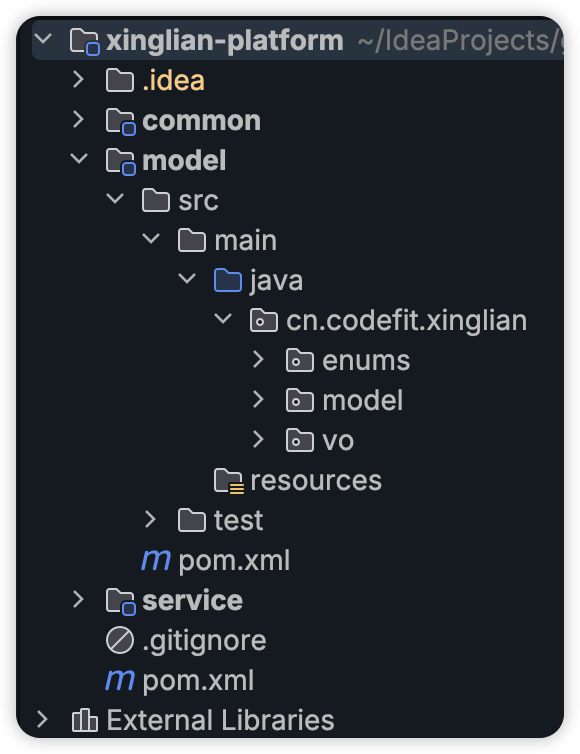 xinglian-platform ~/IdeaProjects/
.idea
common
model
src
main
java
cn.codefit.xinglian
enums
model
vo
resources
test
m pom.xml
service
.gitignore
m pom.xml
External Libraries